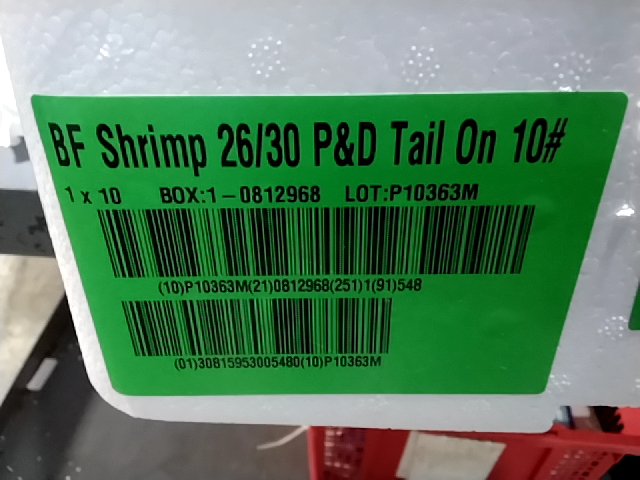 BF Shrimp 26/30 P&D Tail On 10#
1 x 10 BOX:1-0812968 LOT:P10363M
(10)P10363M(21)0812968(251)1(91)548
(01)30815953005480(10)P10363M